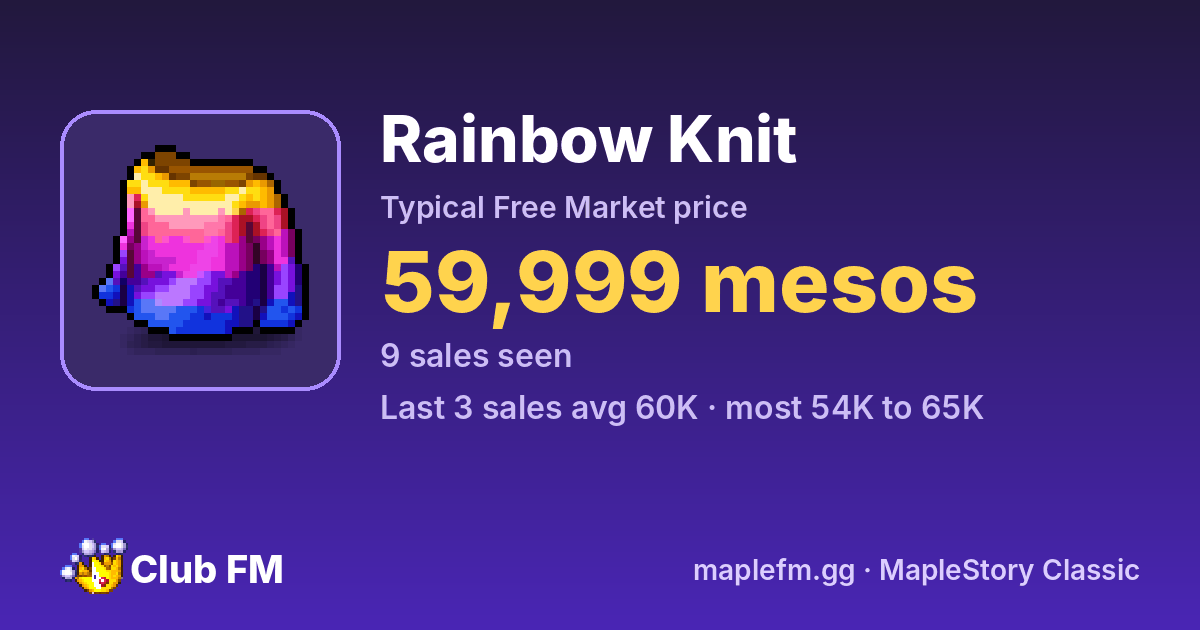 Rainbow Knit
Typical Free Market price
59,999 mesos
9 sales seen
Last 3 sales avg 60K · most 54K to 65K
Club FM
maplefm.gg · MapleStory Classic